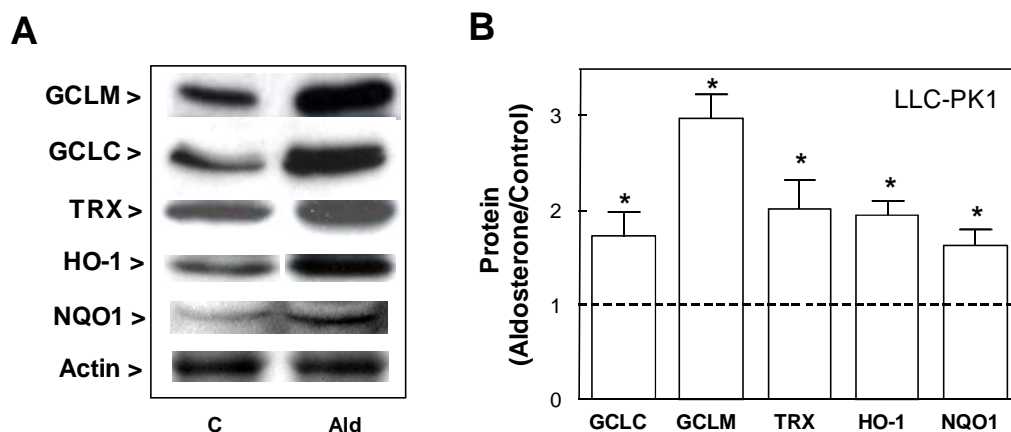 A
GCLM >
GCLC >
TRX >
HO-1 >
NQO1 >
Actin >
C Ald
B
Protein
(Aldosterone/Control)
3
2
1
0
LLC-PK1
*
*
*
*
*
GCLC GCLM TRX HO-1 NQO1